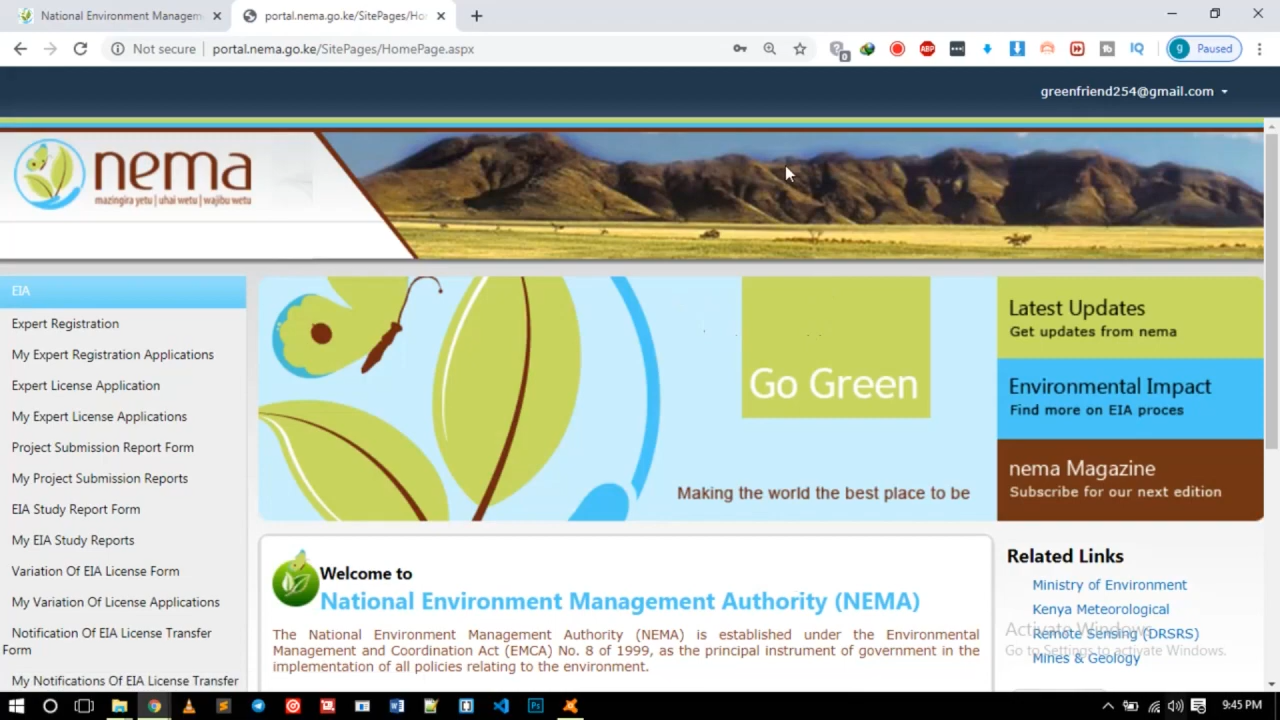 National Environment Managem
portal.nema.go.ke/SitePages/Ho
Not secure
portal.nema.go.ke/SitePages/HomePage.aspx
0
ABP
IQ
g
Paused
greenfriend254@gmail.com
nema
mazingira yetu | uhai wetu | wajibu wetu
EIA
Expert Registration
My Expert Registration Applications
Expert License Application
My Expert License Applications
Project Submission Report Form
My Project Submission Reports
EIA Study Report Form
My EIA Study Reports
Variation Of EIA License Form
My Variation Of License Applications
Notification Of EIA License Transfer
Form
My Notifications Of EIA License Transfer
Go Green
Making the world the best place to be
Latest Updates
Get updates from nema
Environmental Impact
Find more on EIA proces
nema Magazine
Subscribe for our next edition
Welcome to
National Environment Management Authority (NEMA)
The National Environment Management Authority (NEMA) is established under the Environmental
Management and Coordination Act (EMCA) No. 8 of 1999, as the principal instrument of government in the
implementation of all policies relating to the environment.
Related Links
Ministry of Environment
Kenya Meteorological
Remote Sensing (DRSRS)
Mines & Geology
Activate Windows
Go to Settings to activate Windows.
9:45 PM